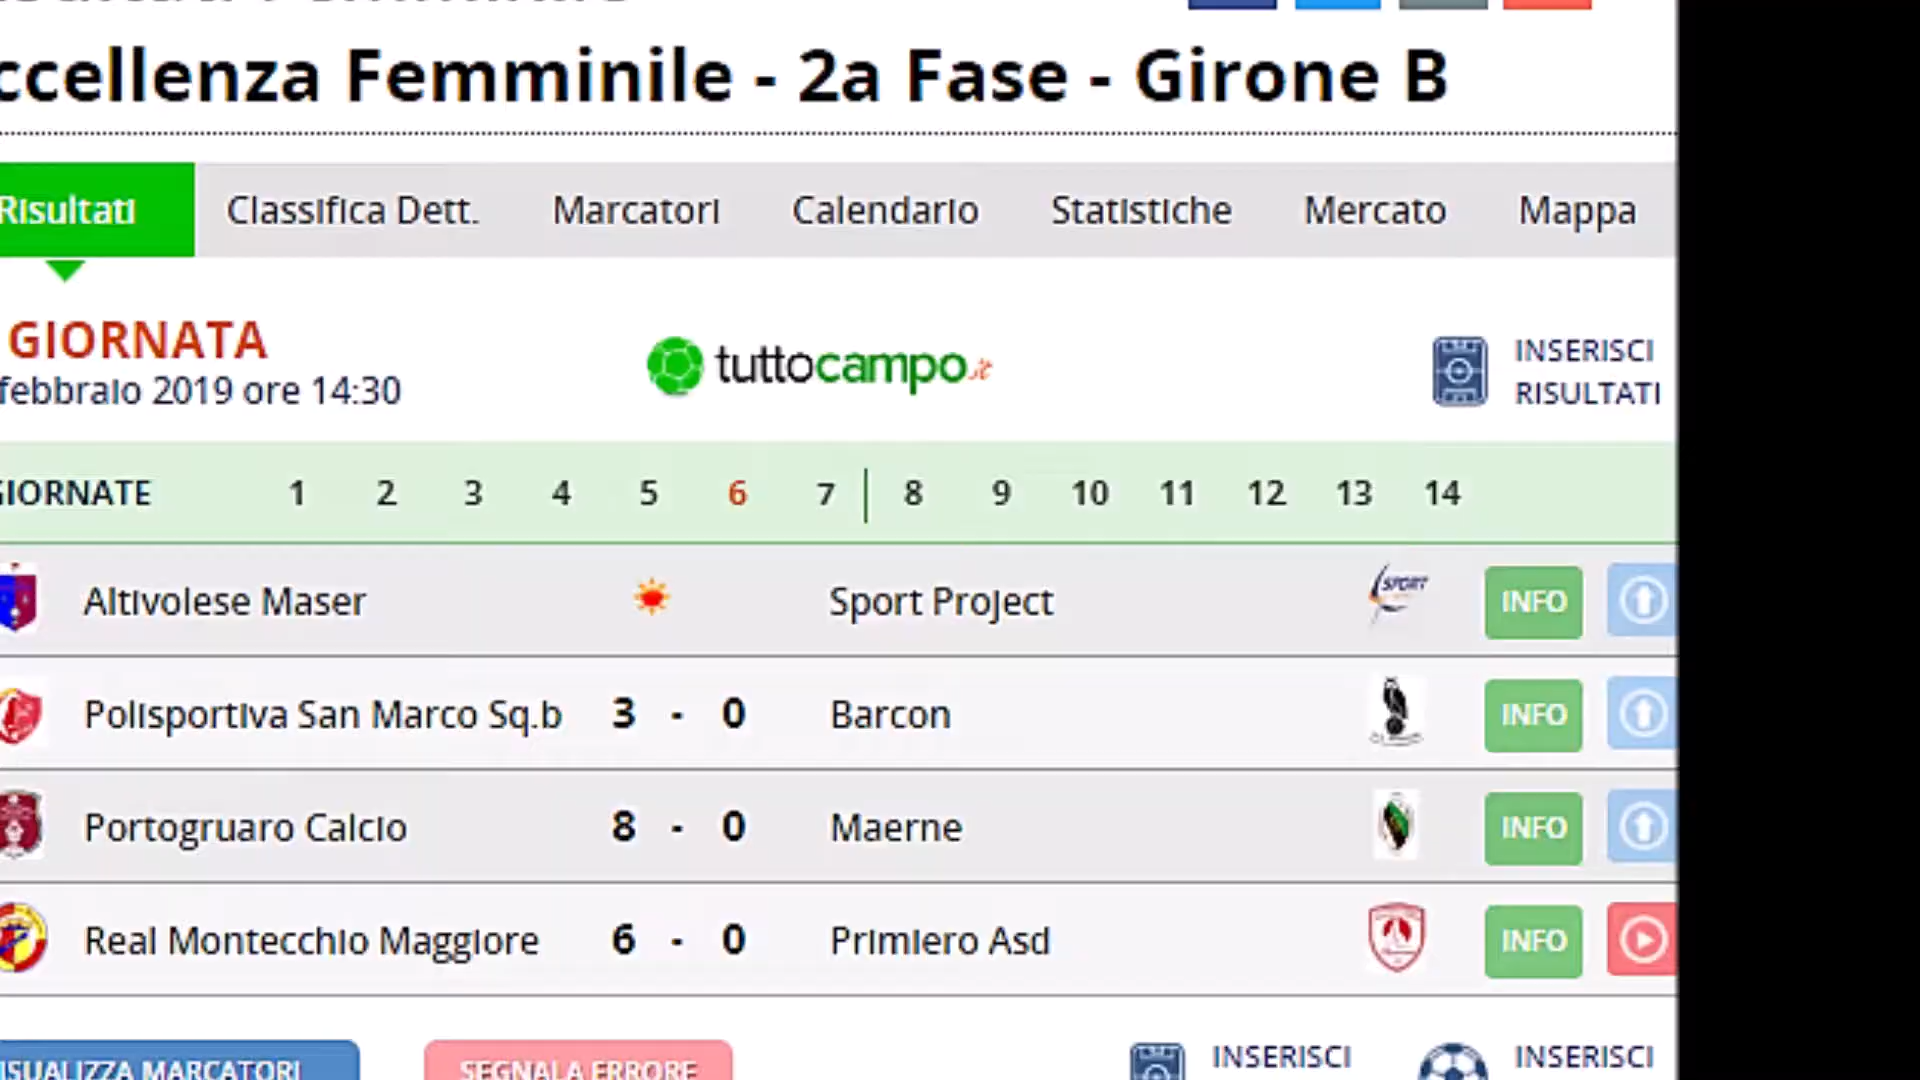 ccellenza Femminile - 2a Fase - Girone B
Risultati Classifica Dett. Marcatori Calendario Statistiche Mercato Mappa
GIORNATA
febbraio 2019 ore 14:30
tuttocampo.it
INSERISCI
RISULTATI
GIORNATE 1 2 3 4 5 6 7 8 9 10 11 12 13 14
Altivolese Maser Sport Project SPORT INFO
Polisportiva San Marco Sq.b 3 - 0 Barcon INFO
Portogruaro Calcio 8 - 0 Maerne INFO
Real Montecchio Maggiore 6 - 0 Primiero Asd INFO
ISUALIZZA MARCATORI SEGNALA ERRORE INSERISCI INSERISCI